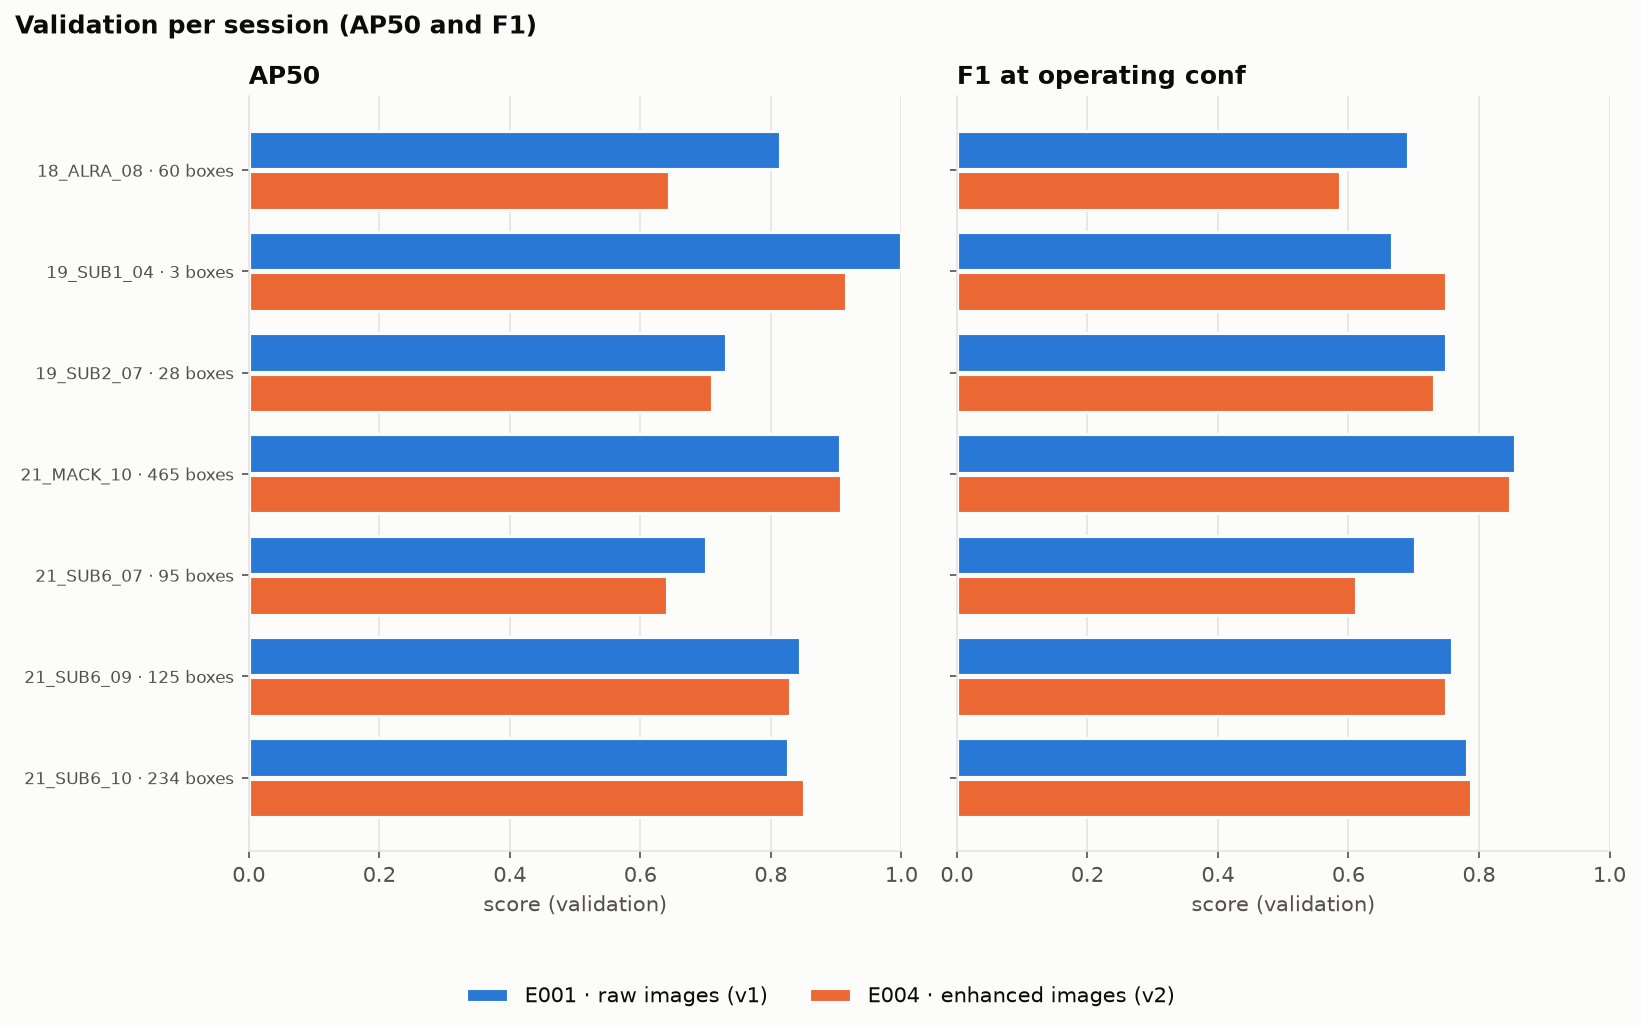 Validation per session (AP50 and F1)
AP50
18_ALRA_08 · 60 boxes
19_SUB1_04 · 3 boxes
19_SUB2_07 · 28 boxes
21_MACK_10 · 465 boxes
21_SUB6_07 · 95 boxes
21_SUB6_09 · 125 boxes
21_SUB6_10 · 234 boxes
0.0 0.2 0.4 0.6 0.8 1.0
score (validation)
F1 at operating conf
0.0 0.2 0.4 0.6 0.8 1.0
score (validation)
E001 · raw images (v1)
E004 · enhanced images (v2)